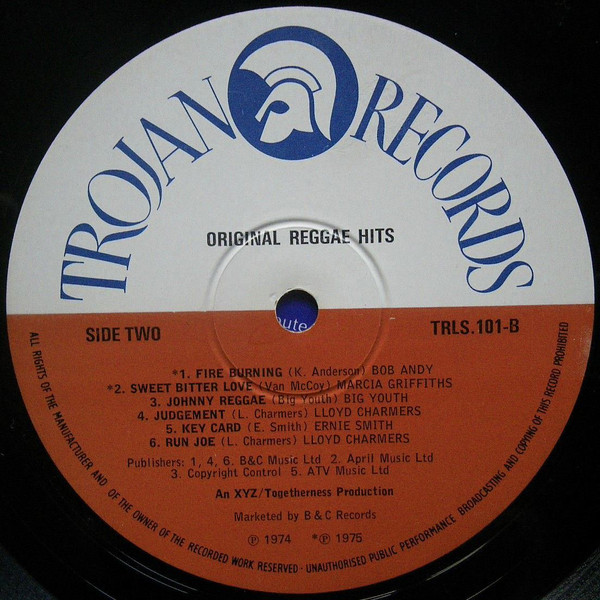 TROJAN RECORDS
ORIGINAL REGGAE HITS
SIDE TWO
TRLS.101-B
*1. FIRE BURNING (K. Anderson) BOB ANDY
*2. SWEET BITTER LOVE (Van McCoy) MARCIA GRIFFITHS
3. JOHNNY REGGAE (Big Youth) BIG YOUTH
4. JUDGEMENT (L. Charmers) LLOYD CHARMERS
5. KEY CARD (E. Smith) ERNIE SMITH
6. RUN JOE (L. Charmers) LLOYD CHARMERS
Publishers: 1, 4, 6. B&C Music Ltd 2. April Music Ltd
3. Copyright Control 5. ATV Music Ltd
An XYZ/Togetherness Production
Marketed by B & C Records
℗ 1974 *℗ 1975
ALL RIGHTS OF THE MANUFACTURER AND OF THE OWNER OF THE RECORDED WORK RESERVED · UNAUTHORISED PUBLIC PERFORMANCE BROADCASTING AND COPYING OF THIS RECORD PROHIBITED